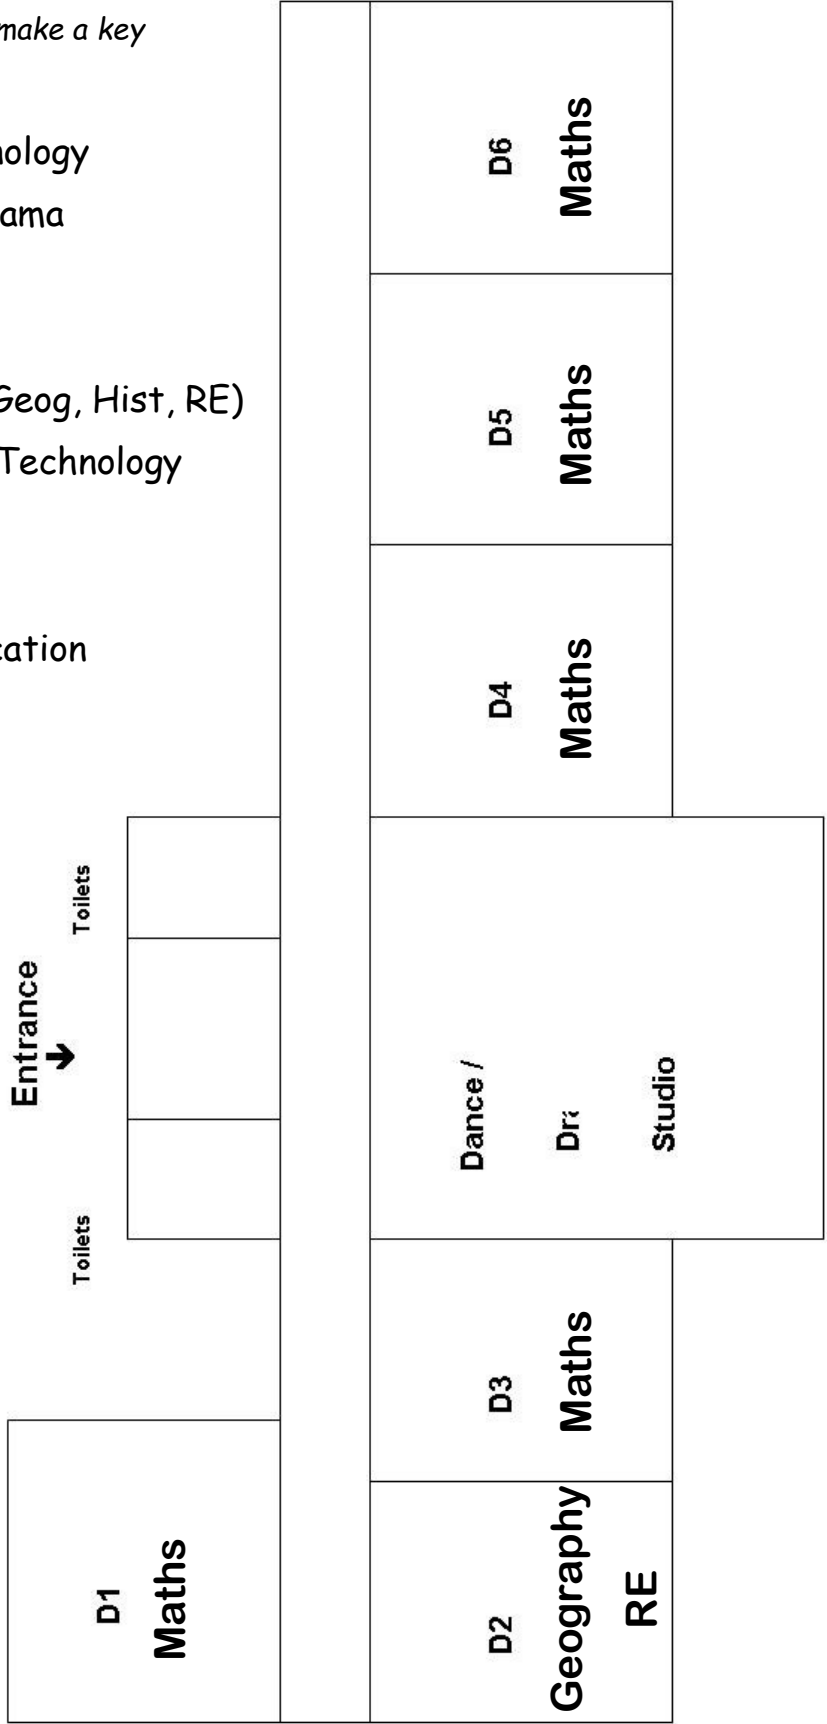 make a key
nology
ama
Geog, Hist, RE)
Technology
cation
D6
Maths
D5
Maths
D4
Maths
Toilets
Entrance
Toilets
Dance /
Studio
D3
Maths
D1
Maths
D2
Geography
RE